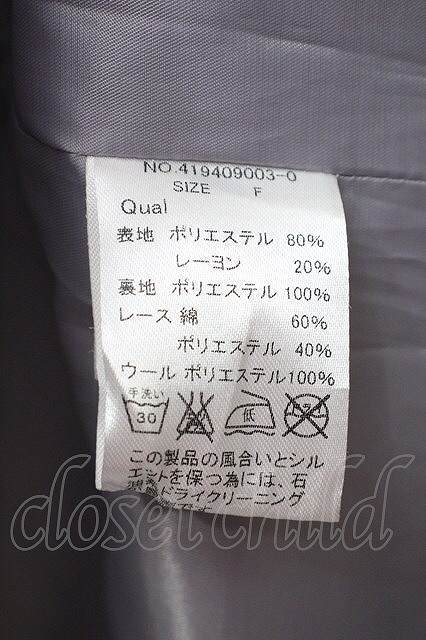 NO.419409003-0
SIZE F
Qual
表地 ポリエステル 80%
レーヨン 20%
裏地 ポリエステル 100%
レース 綿 60%
ポリエステル 40%
ウール ポリエステル100%
手洗い
30 低
この製品の風合いとシル
エットを保つ為には、石
ドライクリーニング
です。
closet child